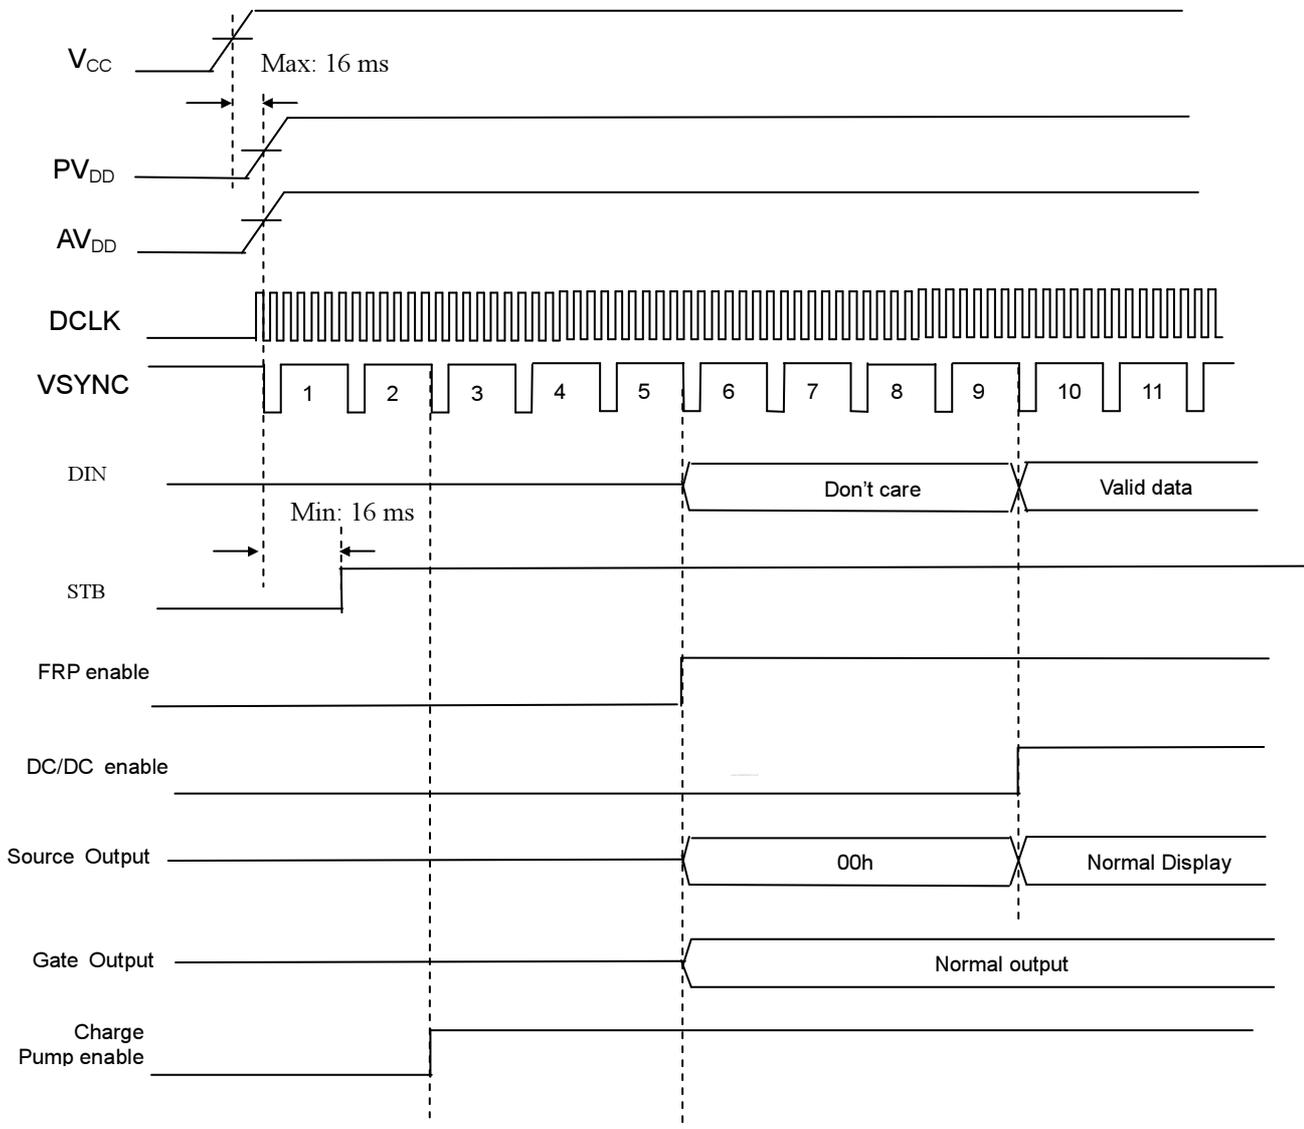 VCC
Max: 16 ms
PVDD
AVDD
DCLK
VSYNC
1 2 3 4 5 6 7 8 9 10 11
DIN
Don't care
Valid data
Min: 16 ms
STB
FRP enable
DC/DC enable
Source Output
00h
Normal Display
Gate Output
Normal output
Charge
Pump enable